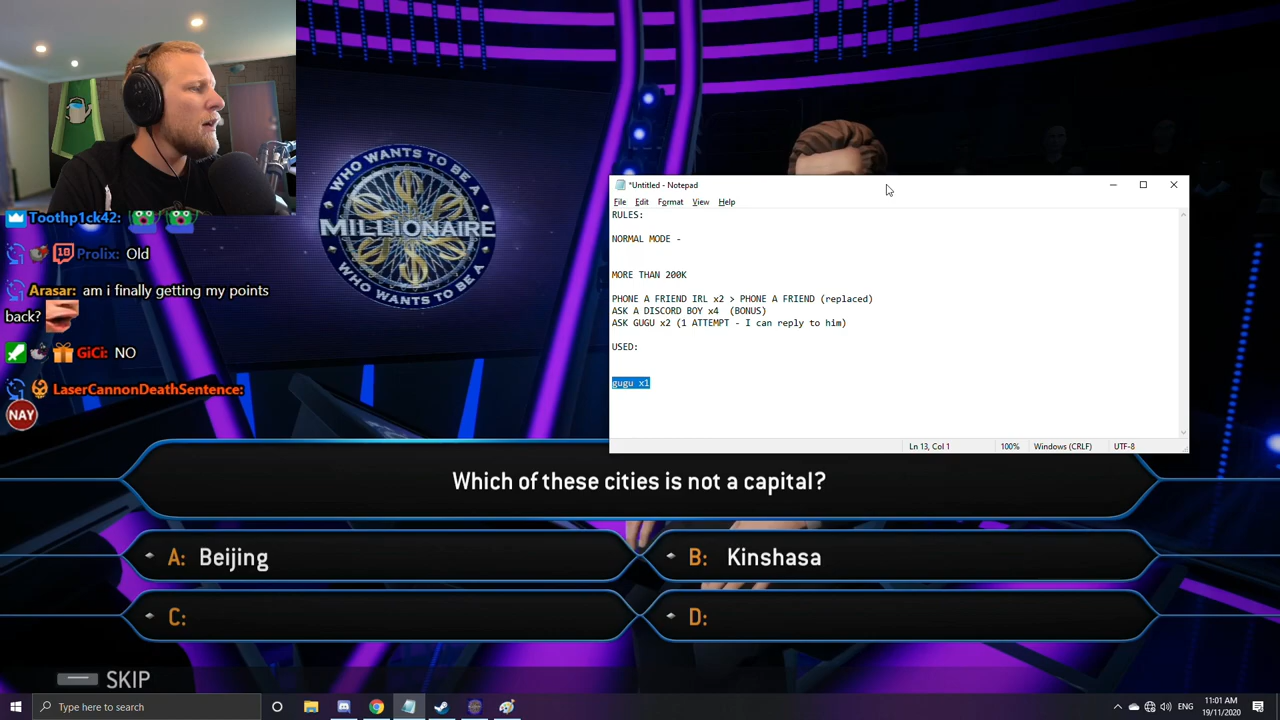 WHO WANTS TO BE A
MILLIONAIRE
WHO WANTS TO BE A
Toothp1ck42:
18 Prolix: Old
Arasar: am i finally getting my points
back?
GiCi: NO
LaserCannonDeathSentence:
NAY
*Untitled - Notepad
File Edit Format View Help
RULES:
NORMAL MODE -
MORE THAN 200K
PHONE A FRIEND IRL x2 > PHONE A FRIEND (replaced)
ASK A DISCORD BOY x4 (BONUS)
ASK GUGU x2 (1 ATTEMPT - I can reply to him)
USED:
gugu x1
Ln 13, Col 1 100% Windows (CRLF) UTF-8
Which of these cities is not a capital?
A: Beijing
B: Kinshasa
C:
D:
SKIP
Type here to search
ENG
11:01 AM
19/11/2020